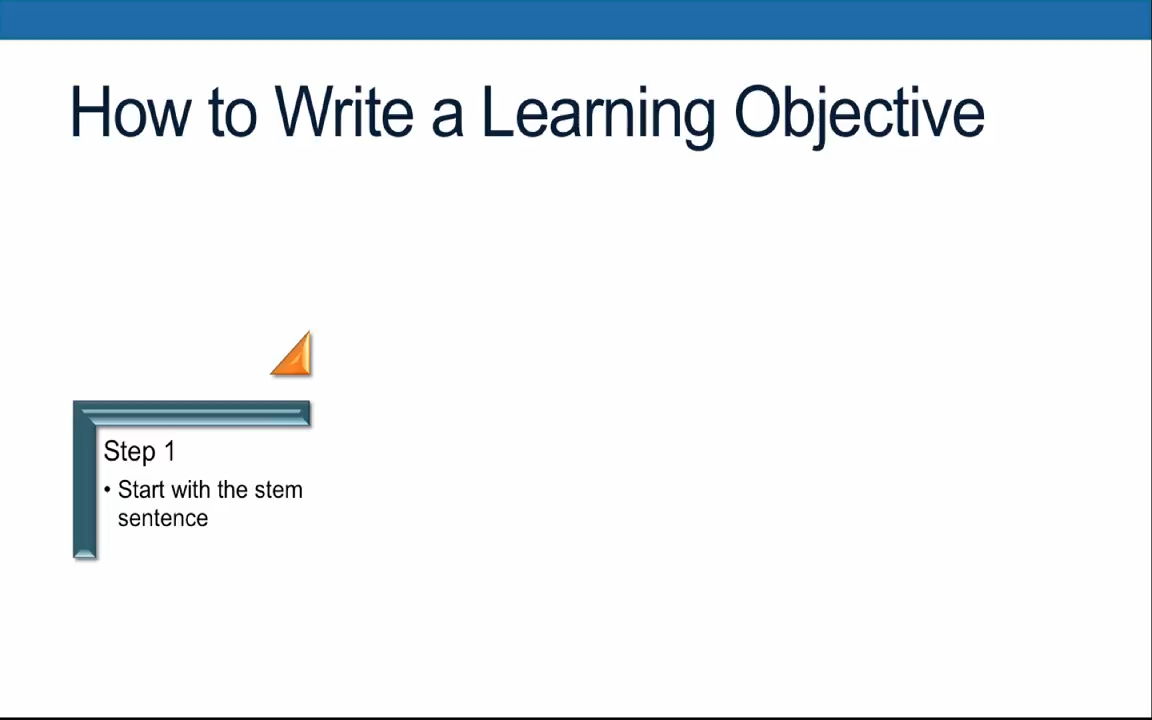 How to Write a Learning Objective
Step 1
• Start with the stem
sentence